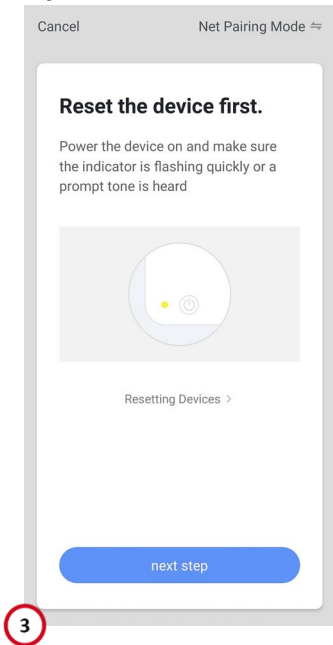 Cancel
Net Pairing Mode ⇋
Reset the device first.
Power the device on and make sure
the indicator is flashing quickly or a
prompt tone is heard
Resetting Devices >
next step
3